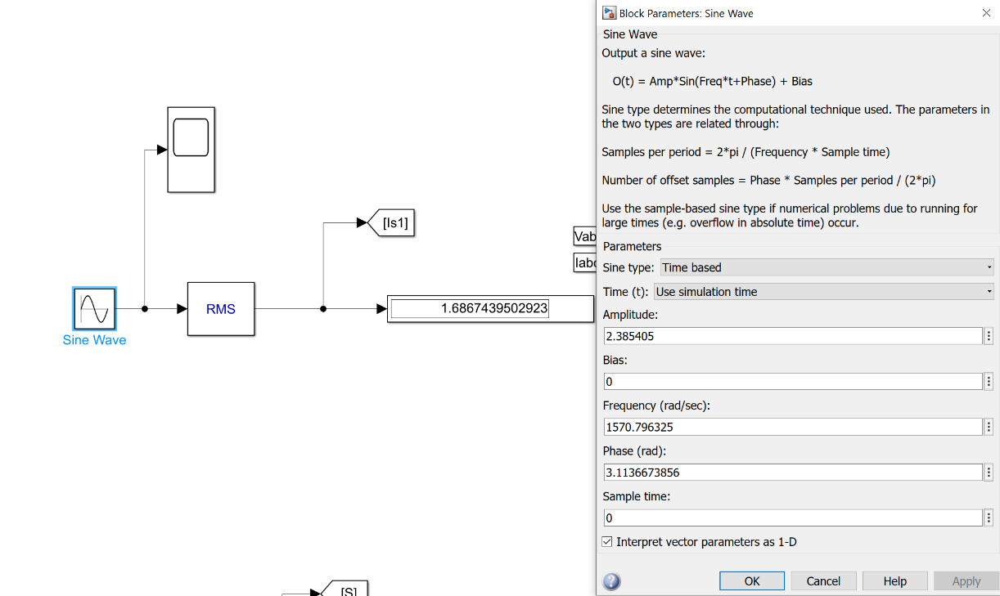 [Is1]
Vab
RMS
1.6867439502923
Sine Wave
[S]
Block Parameters: Sine Wave
Sine Wave
Output a sine wave:
O(t) = Amp*Sin(Freq*t+Phase) + Bias
Sine type determines the computational technique used. The parameters in
the two types are related through:
Samples per period = 2*pi / (Frequency * Sample time)
Number of offset samples = Phase * Samples per period / (2*pi)
Use the sample-based sine type if numerical problems due to running for
large times (e.g. overflow in absolute time) occur.
Parameters
Sine type: Time based
Time (t): Use simulation time
Amplitude:
2.385405
Bias:
0
Frequency (rad/sec):
1570.796325
Phase (rad):
3.1136673856
Sample time:
0
Interpret vector parameters as 1-D
OK Cancel Help Apply